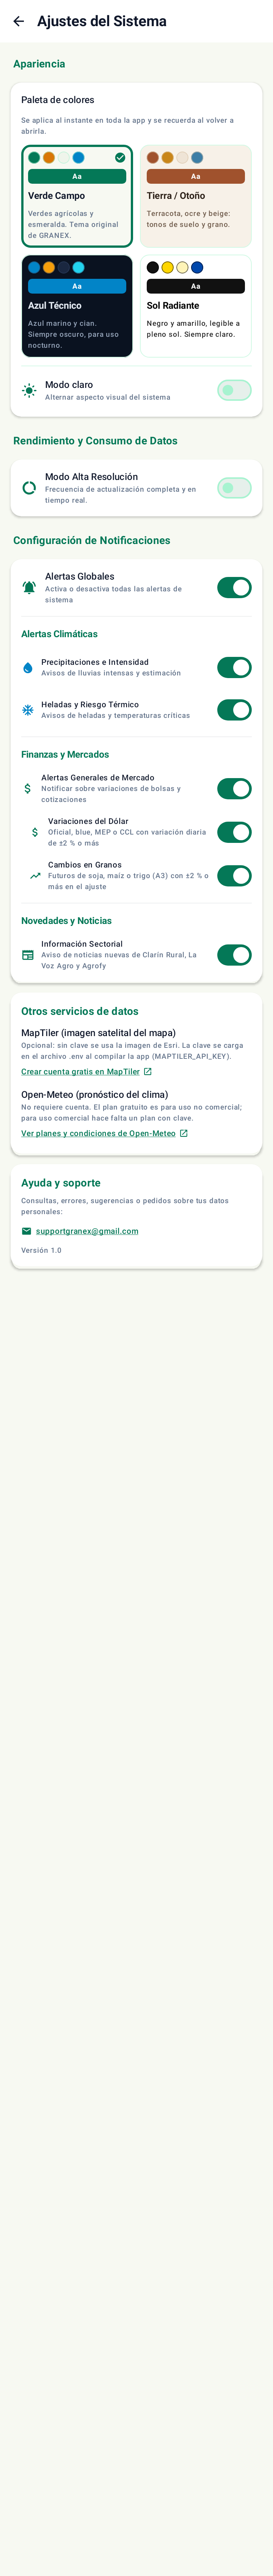 Ajustes del Sistema
Apariencia
Paleta de colores
Se aplica al instante en toda la app y se recuerda al volver a
abrirla.
Aa
Verde Campo
Verdes agrícolas y
esmeralda. Tema original
de GRANEX.
Aa
Tierra / Otoño
Terracota, ocre y beige:
tonos de suelo y grano.
Aa
Azul Técnico
Azul marino y cian.
Siempre oscuro, para uso
nocturno.
Aa
Sol Radiante
Negro y amarillo, legible a
pleno sol. Siempre claro.
Modo claro
Alternar aspecto visual del sistema
Rendimiento y Consumo de Datos
Modo Alta Resolución
Frecuencia de actualización completa y en
tiempo real.
Configuración de Notificaciones
Alertas Globales
Activa o desactiva todas las alertas de
sistema
Alertas Climáticas
Precipitaciones e Intensidad
Avisos de lluvias intensas y estimación
Heladas y Riesgo Térmico
Avisos de heladas y temperaturas críticas
Finanzas y Mercados
Alertas Generales de Mercado
Notificar sobre variaciones de bolsas y
cotizaciones
Variaciones del Dólar
Oficial, blue, MEP o CCL con variación diaria
de ±2 % o más
Cambios en Granos
Futuros de soja, maíz o trigo (A3) con ±2 % o
más en el ajuste
Novedades y Noticias
Información Sectorial
Aviso de noticias nuevas de Clarín Rural, La
Voz Agro y Agrofy
Otros servicios de datos
MapTiler (imagen satelital del mapa)
Opcional: sin clave se usa la imagen de Esri. La clave se carga
en el archivo .env al compilar la app (MAPTILER_API_KEY).
Crear cuenta gratis en MapTiler
Open-Meteo (pronóstico del clima)
No requiere cuenta. El plan gratuito es para uso no comercial;
para uso comercial hace falta un plan con clave.
Ver planes y condiciones de Open-Meteo
Ayuda y soporte
Consultas, errores, sugerencias o pedidos sobre tus datos
personales:
supportgranex@gmail.com
Versión 1.0